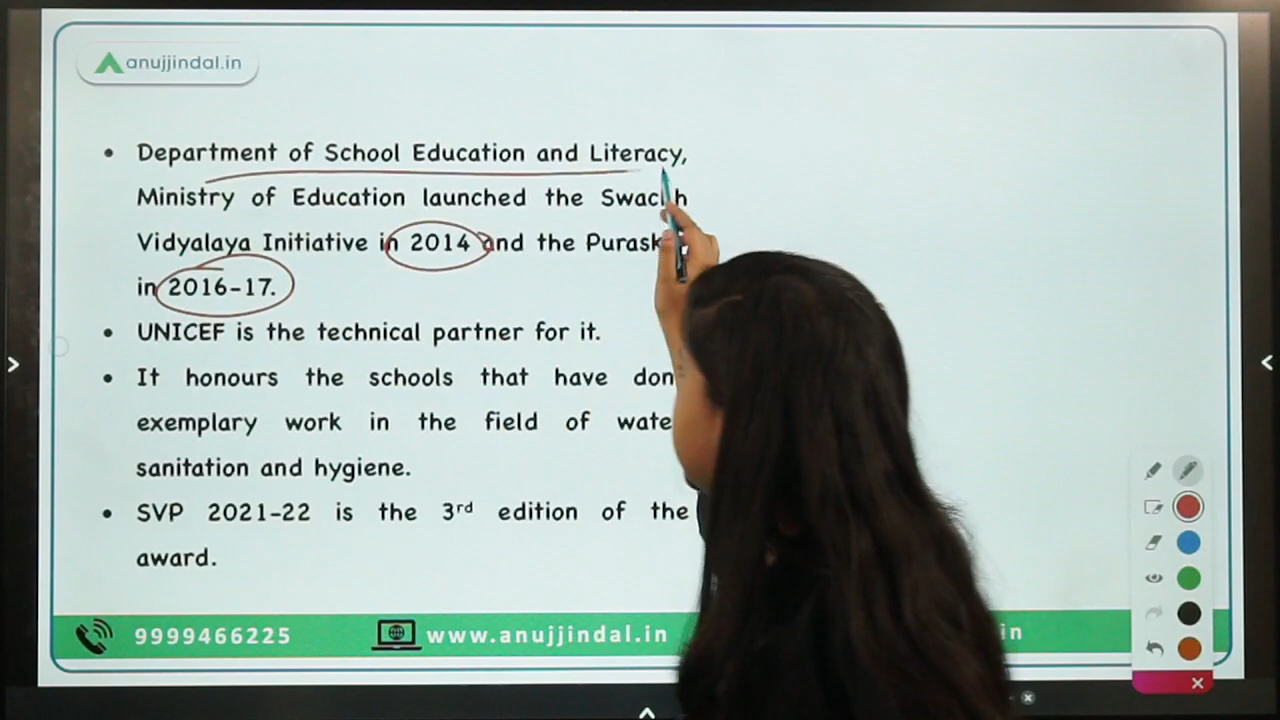 anujjindal.in
Department of School Education and Literacy,
Ministry of Education launched the Swachh
Vidyalaya Initiative in 2014 and the Purask
in 2016-17.
UNICEF is the technical partner for it.
It honours the schools that have don
exemplary work in the field of wate
sanitation and hygiene.
SVP 2021-22 is the 3rd edition of the
award.
9999466225 www.anujjindal.in in